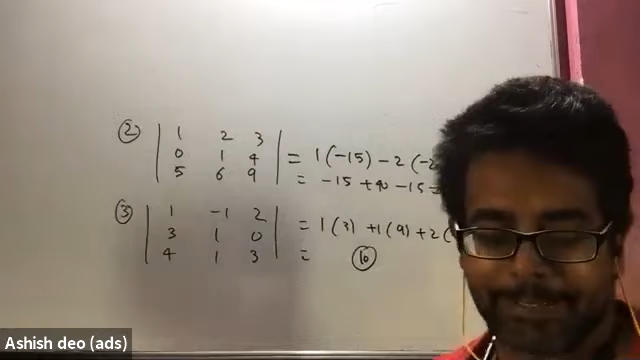 ② | 1 2 3 |
| 0 1 4 | = 1(-15) - 2(-2
| 5 6 9 | = -15 + 40 - 15 =
③ | 1 -1 2 |
| 3 1 0 | = 1(3) + 1(9) + 2(
| 4 1 3 | = ⑩
Ashish deo (ads)